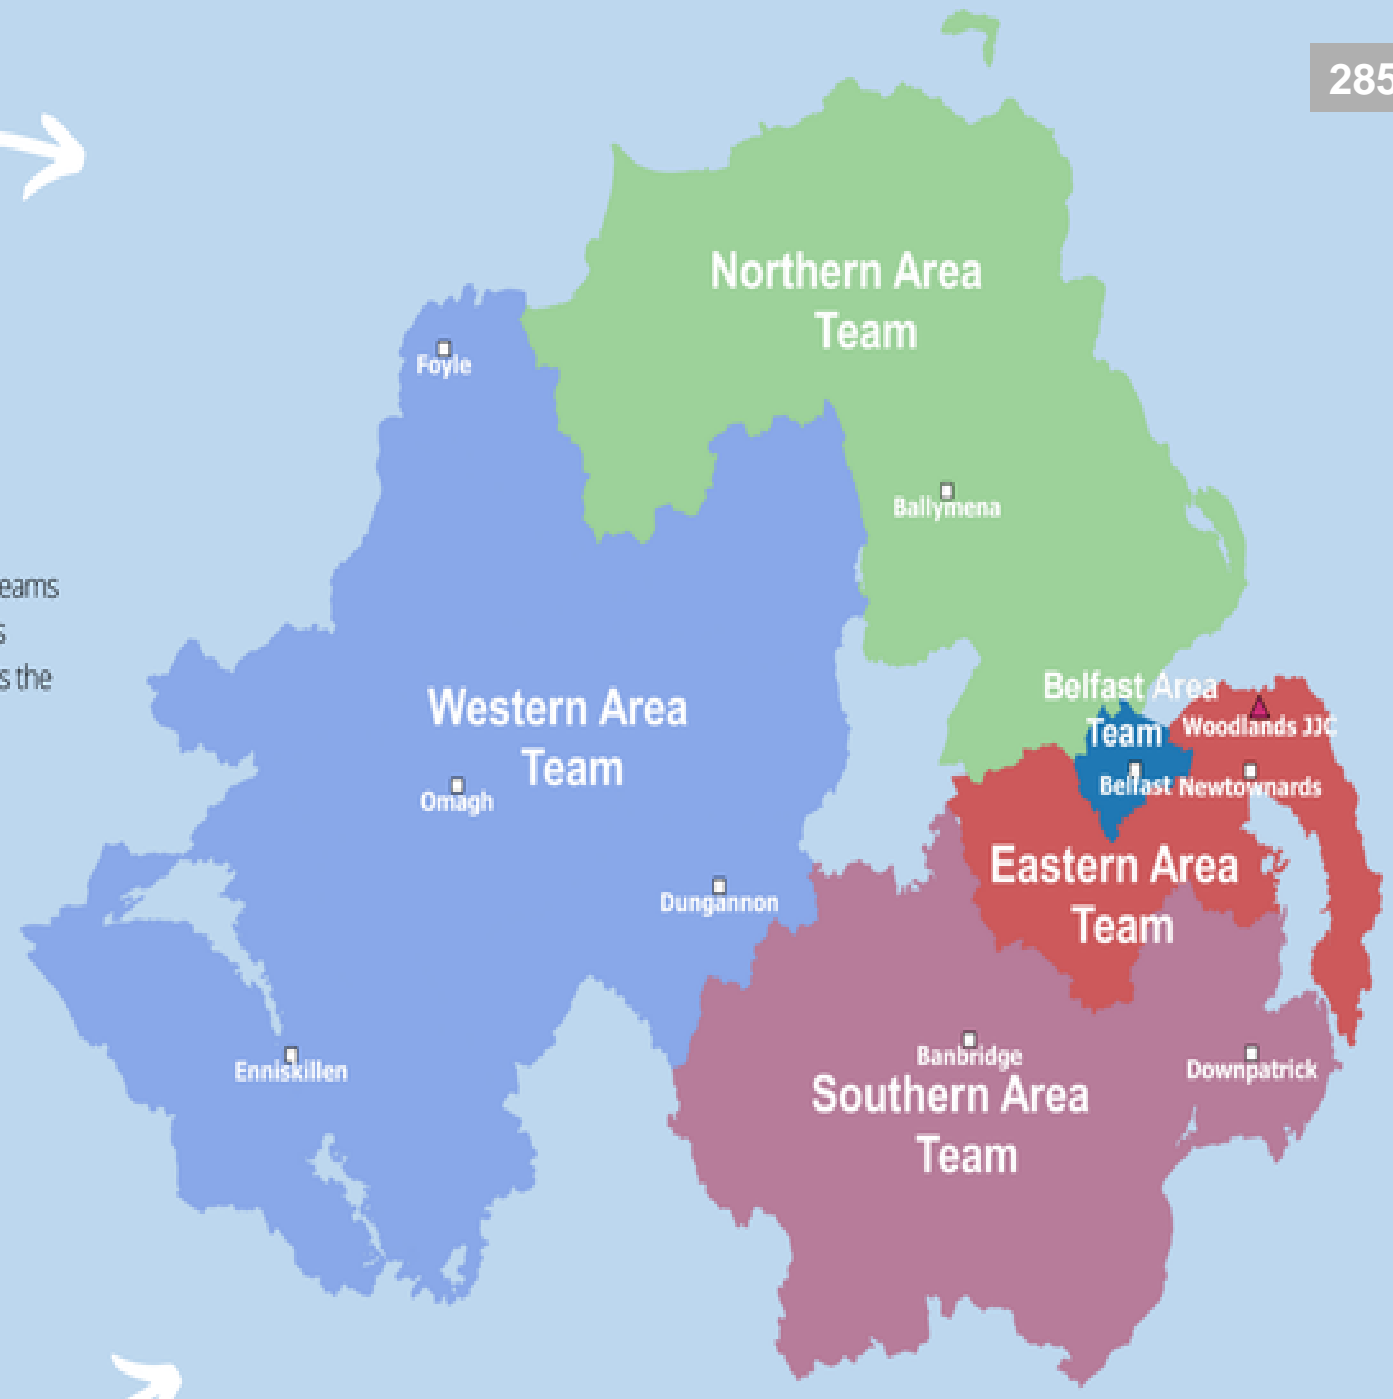 285
Northern Area
Team
Foyle
Ballymena
eams
s
s the
Belfast Area
Team
Woodlands JJC
Western Area
Team
Belfast
Newtownards
Omagh
Eastern Area
Team
Dungannon
Banbridge
Downpatrick
Enniskillen
Southern Area
Team